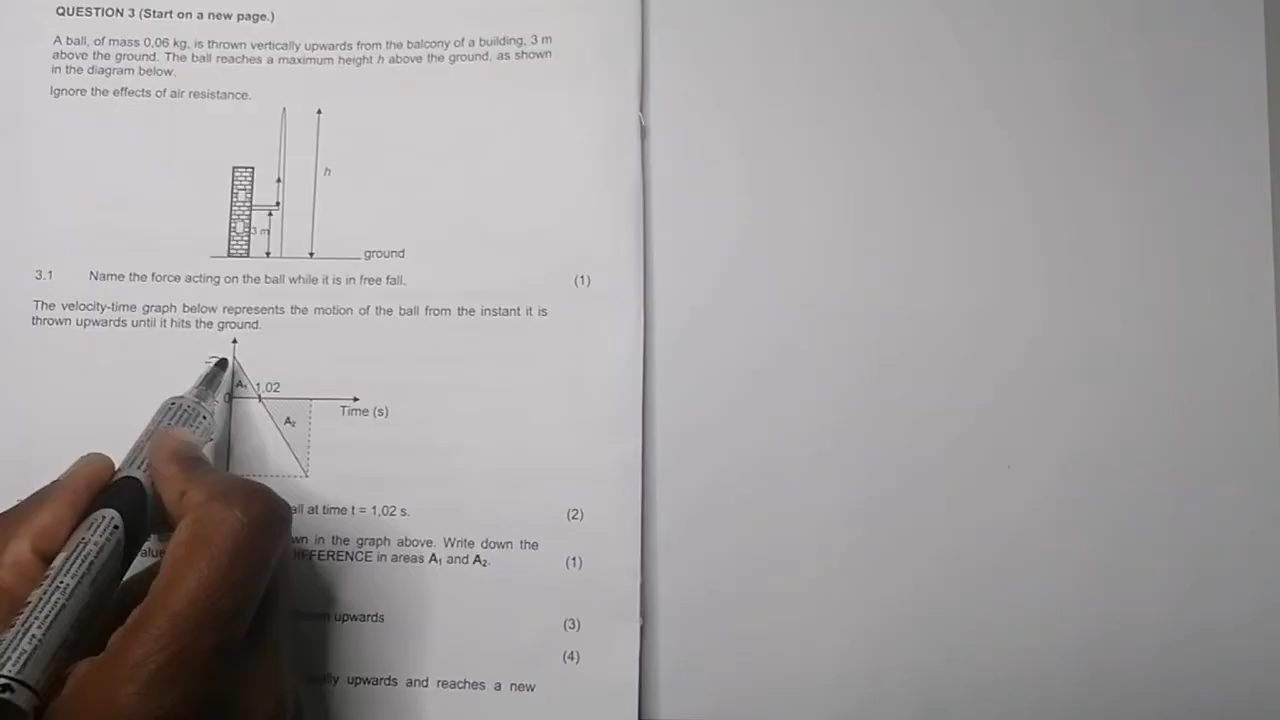 QUESTION 3 (Start on a new page.)
A ball, of mass 0,06 kg, is thrown vertically upwards from the balcony of a building, 3 m
above the ground. The ball reaches a maximum height h above the ground, as shown
in the diagram below.
Ignore the effects of air resistance.
h
3 m
ground
3.1 Name the force acting on the ball while it is in free fall. (1)
The velocity-time graph below represents the motion of the ball from the instant it is
thrown upwards until it hits the ground.
A₁ 1,02
0
Time (s)
A₂
all at time t = 1,02 s. (2)
wn in the graph above. Write down the
alue FFERENCE in areas A₁ and A₂. (1)
upwards (3)
(4)
upwards and reaches a new